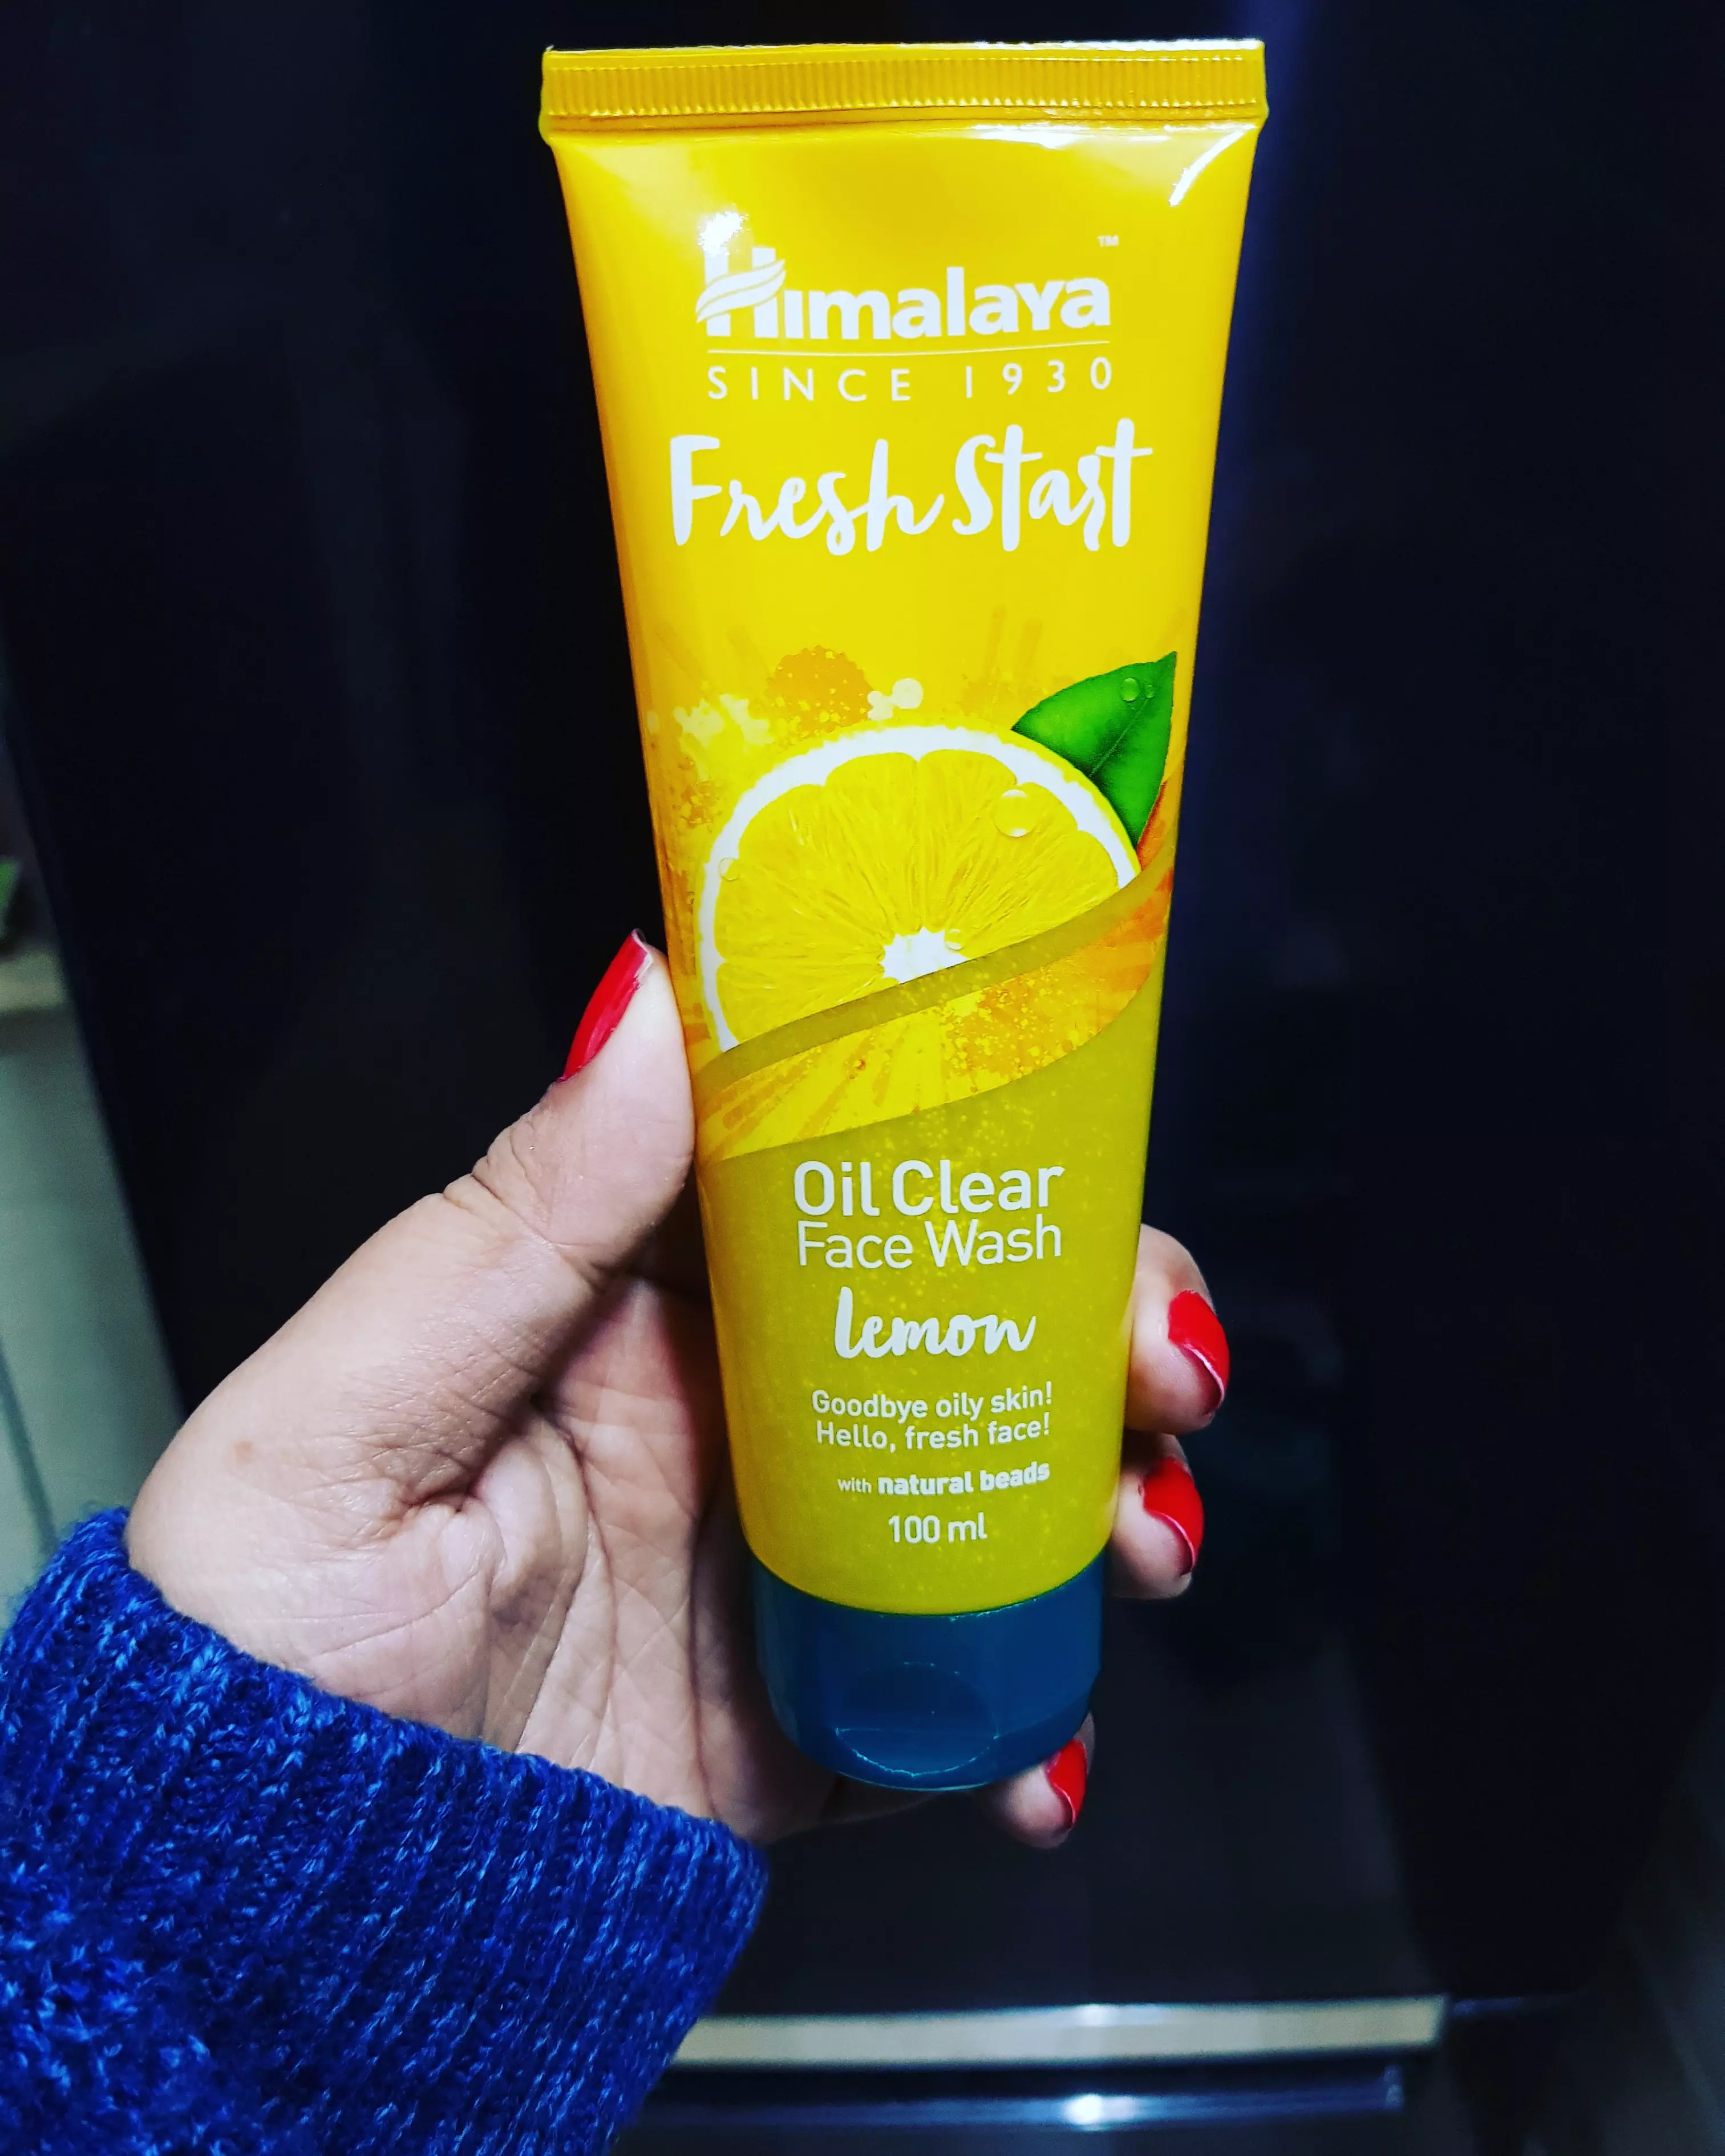 Himalaya™
SINCE 1930
Fresh Start
Oil Clear
Face Wash
lemon
Goodbye oily skin!
Hello, fresh face!
with natural beads
100 ml